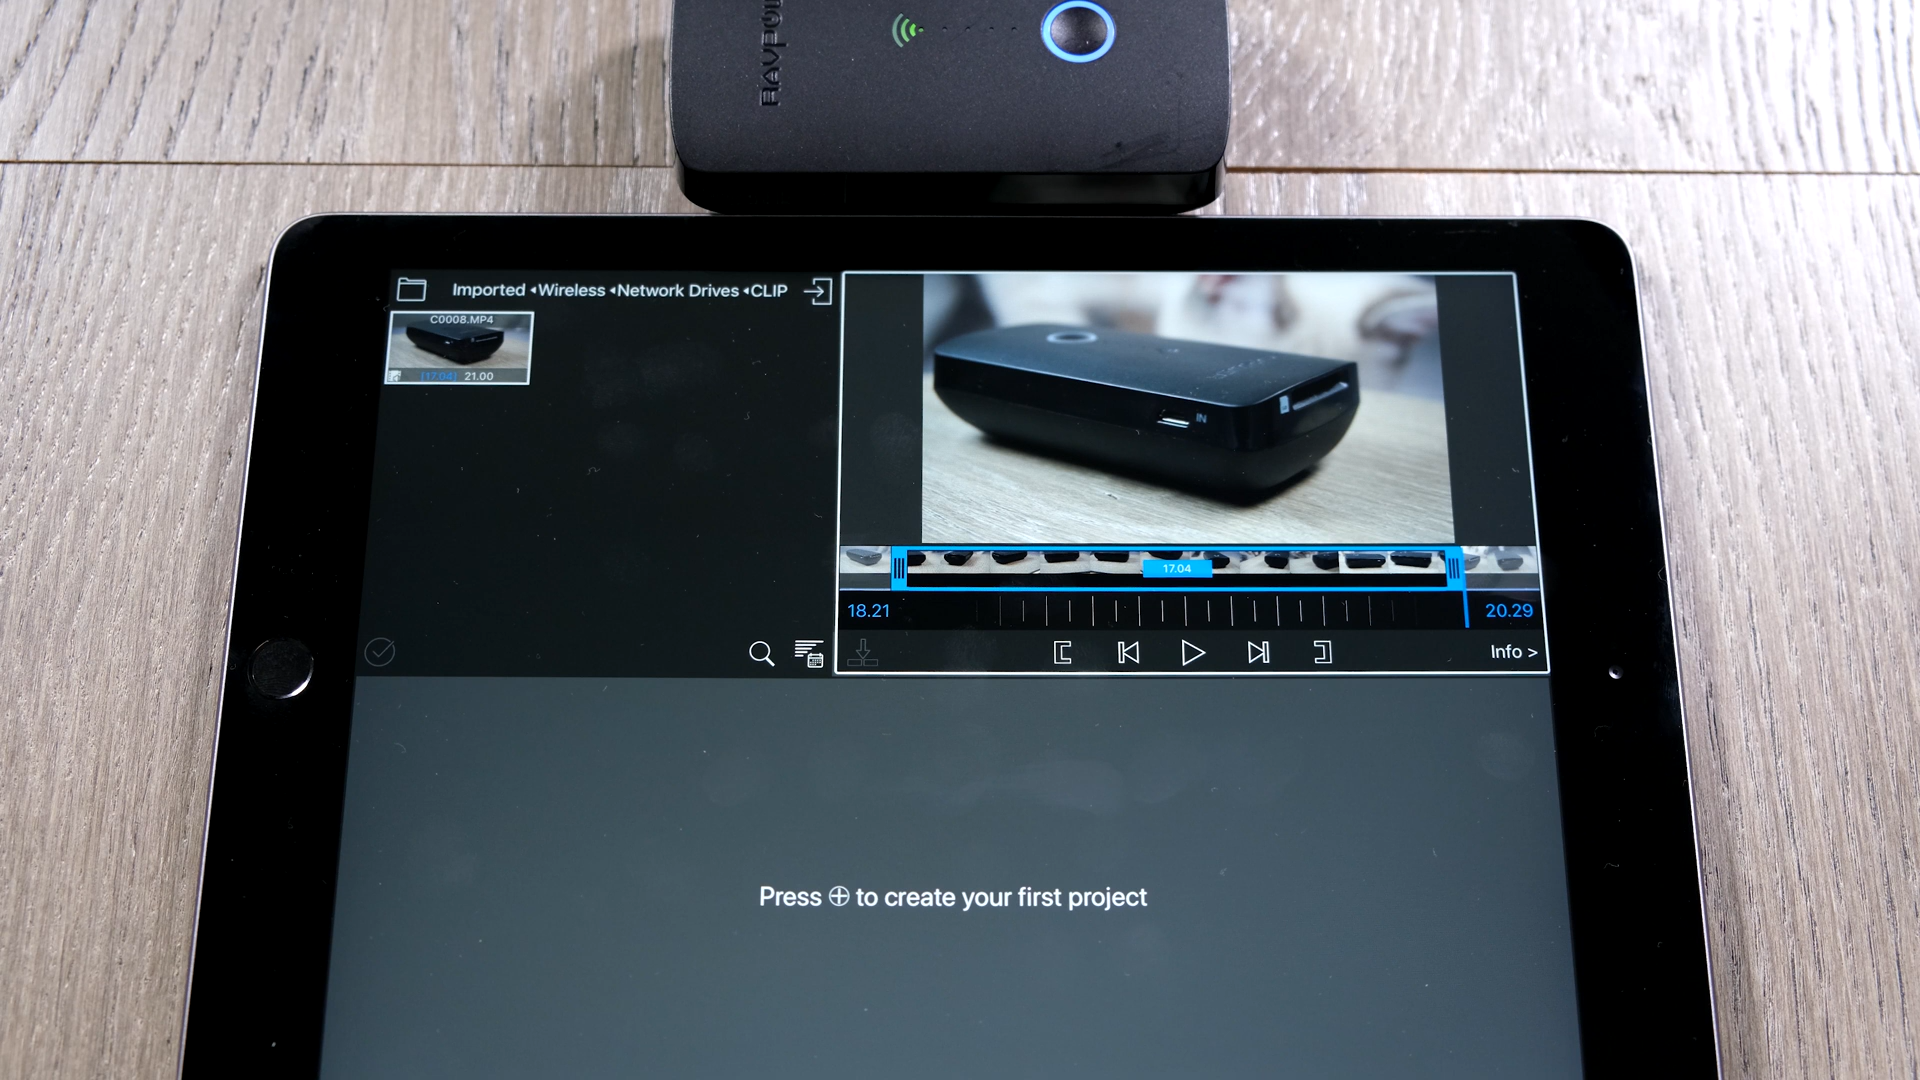 Imported ◂Wireless ◂Network Drives ◂CLIP
C0008.MP4
[17.04] 21.00
IN
17.04
18.21
20.29
Info >
Press ⊕ to create your first project